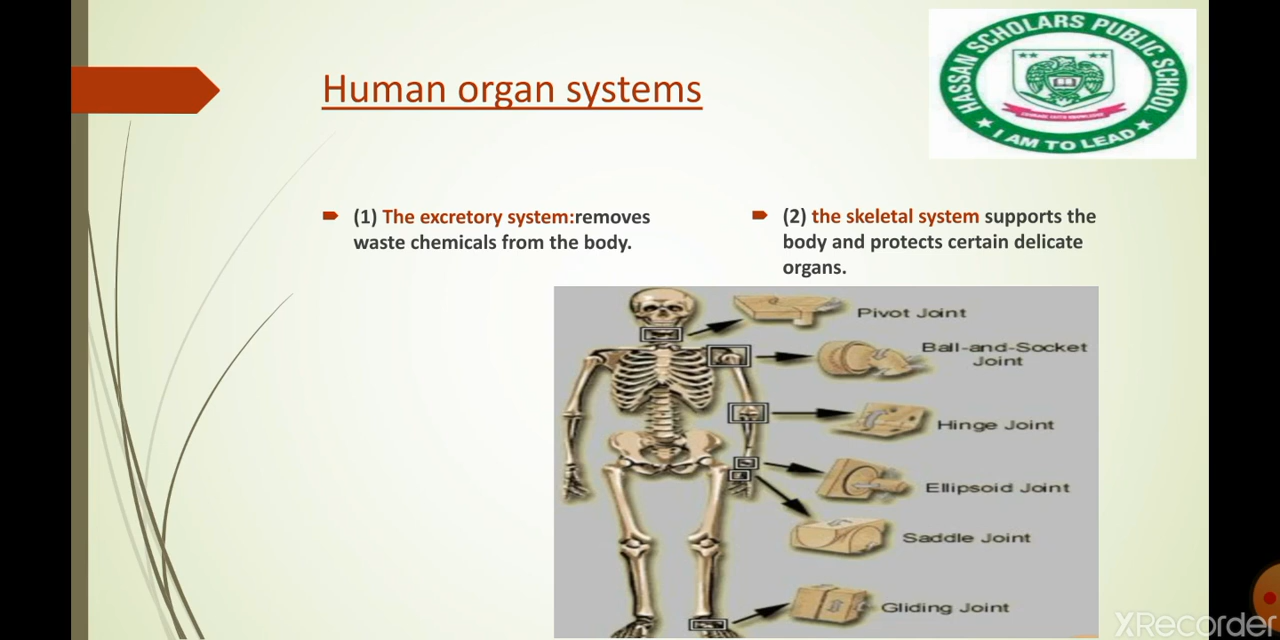 HASSAN SCHOLARS PUBLIC SCHOOL
I AM TO LEAD
Human organ systems
(1) The excretory system:removes
waste chemicals from the body.
(2) the skeletal system supports the
body and protects certain delicate
organs.
Pivot Joint
Ball-and-Socket
Joint
Hinge Joint
Ellipsoid Joint
Saddle Joint
Gliding Joint
XRecorder